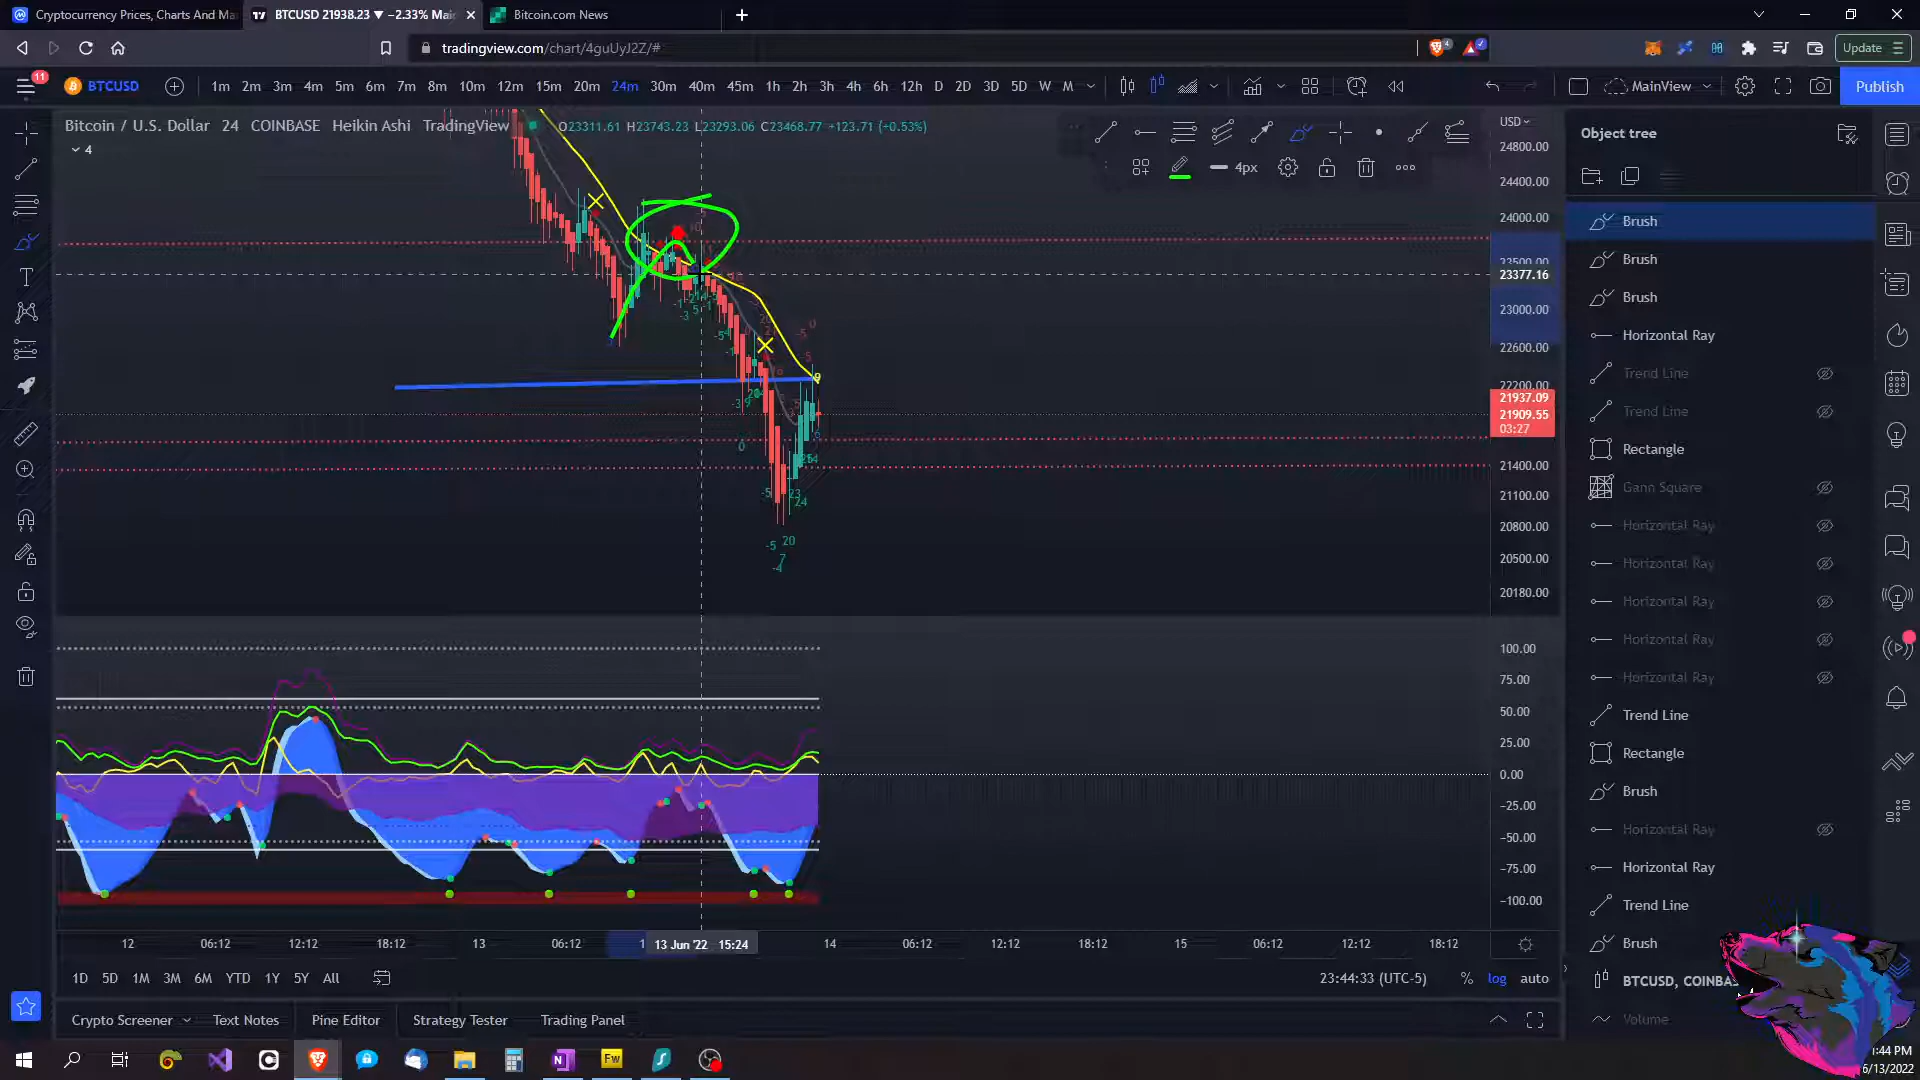 Cryptocurrency Prices, Charts And Ma
BTCUSD 21938.23 ▼ −2.33% Mai
Bitcoin.com News
tradingview.com/chart/4guUyJ2Z/#
4
Update
11
BTCUSD
1m 2m 3m 4m 5m 6m 7m 8m 10m 12m 15m 20m 24m 30m 40m 45m 1h 2h 3h 4h 6h 12h D 2D 3D 5D W M
MainView
Publish
Bitcoin / U.S. Dollar 24 COINBASE Heikin Ashi TradingView
O23311.61 H23743.23 L23293.06 C23468.77 +123.71 (+0.53%)
4
4px
USD
24800.00
24400.00
24000.00
23500.00
23377.16
23000.00
22600.00
22200.00
21937.09
21909.55
03:27
21400.00
21100.00
20800.00
20500.00
20180.00
100.00
75.00
50.00
25.00
0.00
−25.00
−50.00
−75.00
−100.00
12 06:12 12:12 18:12 13 06:12 13 Jun '22 15:24 14 06:12 12:12 18:12 15 06:12 12:12 18:12
1D 5D 1M 3M 6M YTD 1Y 5Y All
23:44:33 (UTC-5) % log auto
Crypto Screener Text Notes Pine Editor Strategy Tester Trading Panel
Object tree
Brush
Brush
Brush
Horizontal Ray
Trend Line
Trend Line
Rectangle
Gann Square
Horizontal Ray
Horizontal Ray
Horizontal Ray
Horizontal Ray
Horizontal Ray
Trend Line
Rectangle
Brush
Horizontal Ray
Horizontal Ray
Trend Line
Brush
BTCUSD, COINBAS
Volume
:44 PM
6/13/2022